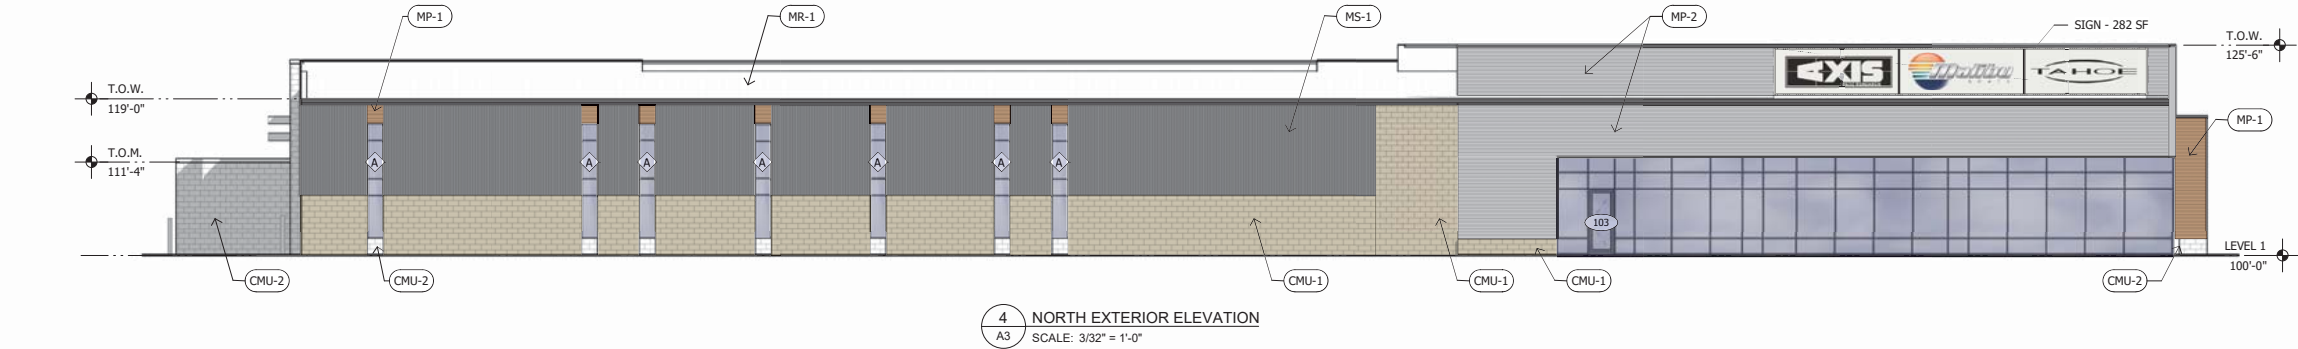 MP-1
MR-1
MS-1
MP-2
SIGN - 282 SF
T.O.W.
125'-6"
T.O.W.
119'-0"
AXIS
Malibu
TAHOE
MP-1
T.O.M.
111'-4"
A
A
A
A
A
A
A
103
LEVEL 1
100'-0"
CMU-2
CMU-2
CMU-1
CMU-1
CMU-1
CMU-2
4
A3
NORTH EXTERIOR ELEVATION
SCALE: 3/32" = 1'-0"